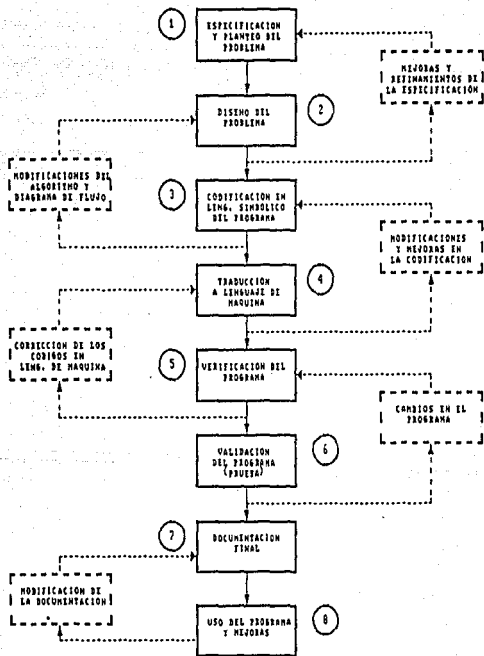 1
ESPECIFICACION
Y PLANTEO DEL
PROBLEMA
MEJORAS Y
REFINAMIENTOS DE
LA ESPECIFICACION
2
DISEÑO DEL
PROBLEMA
MODIFICACIONES DEL
ALGORITMO Y
DIAGRAMA DE FLUJO
3
CODIFICACION EN
LENG. SIMBOLICO
DEL PROGRAMA
MODIFICACIONES
Y MEJORAS EN
LA CODIFICACION
4
TRADUCCION
A LENGUAJE DE
MAQUINA
CORRECCION DE LOS
CODIGOS EN
LENG. DE MAQUINA
5
VERIFICACION DEL
PROGRAMA
CAMBIOS EN EL
PROGRAMA
6
VALIDACION
DEL PROGRAMA
(PRUEBA)
7
DOCUMENTACION
FINAL
MODIFICACION DE
LA DOCUMENTACION
8
USO DEL PROGRAMA
Y MEJORAS